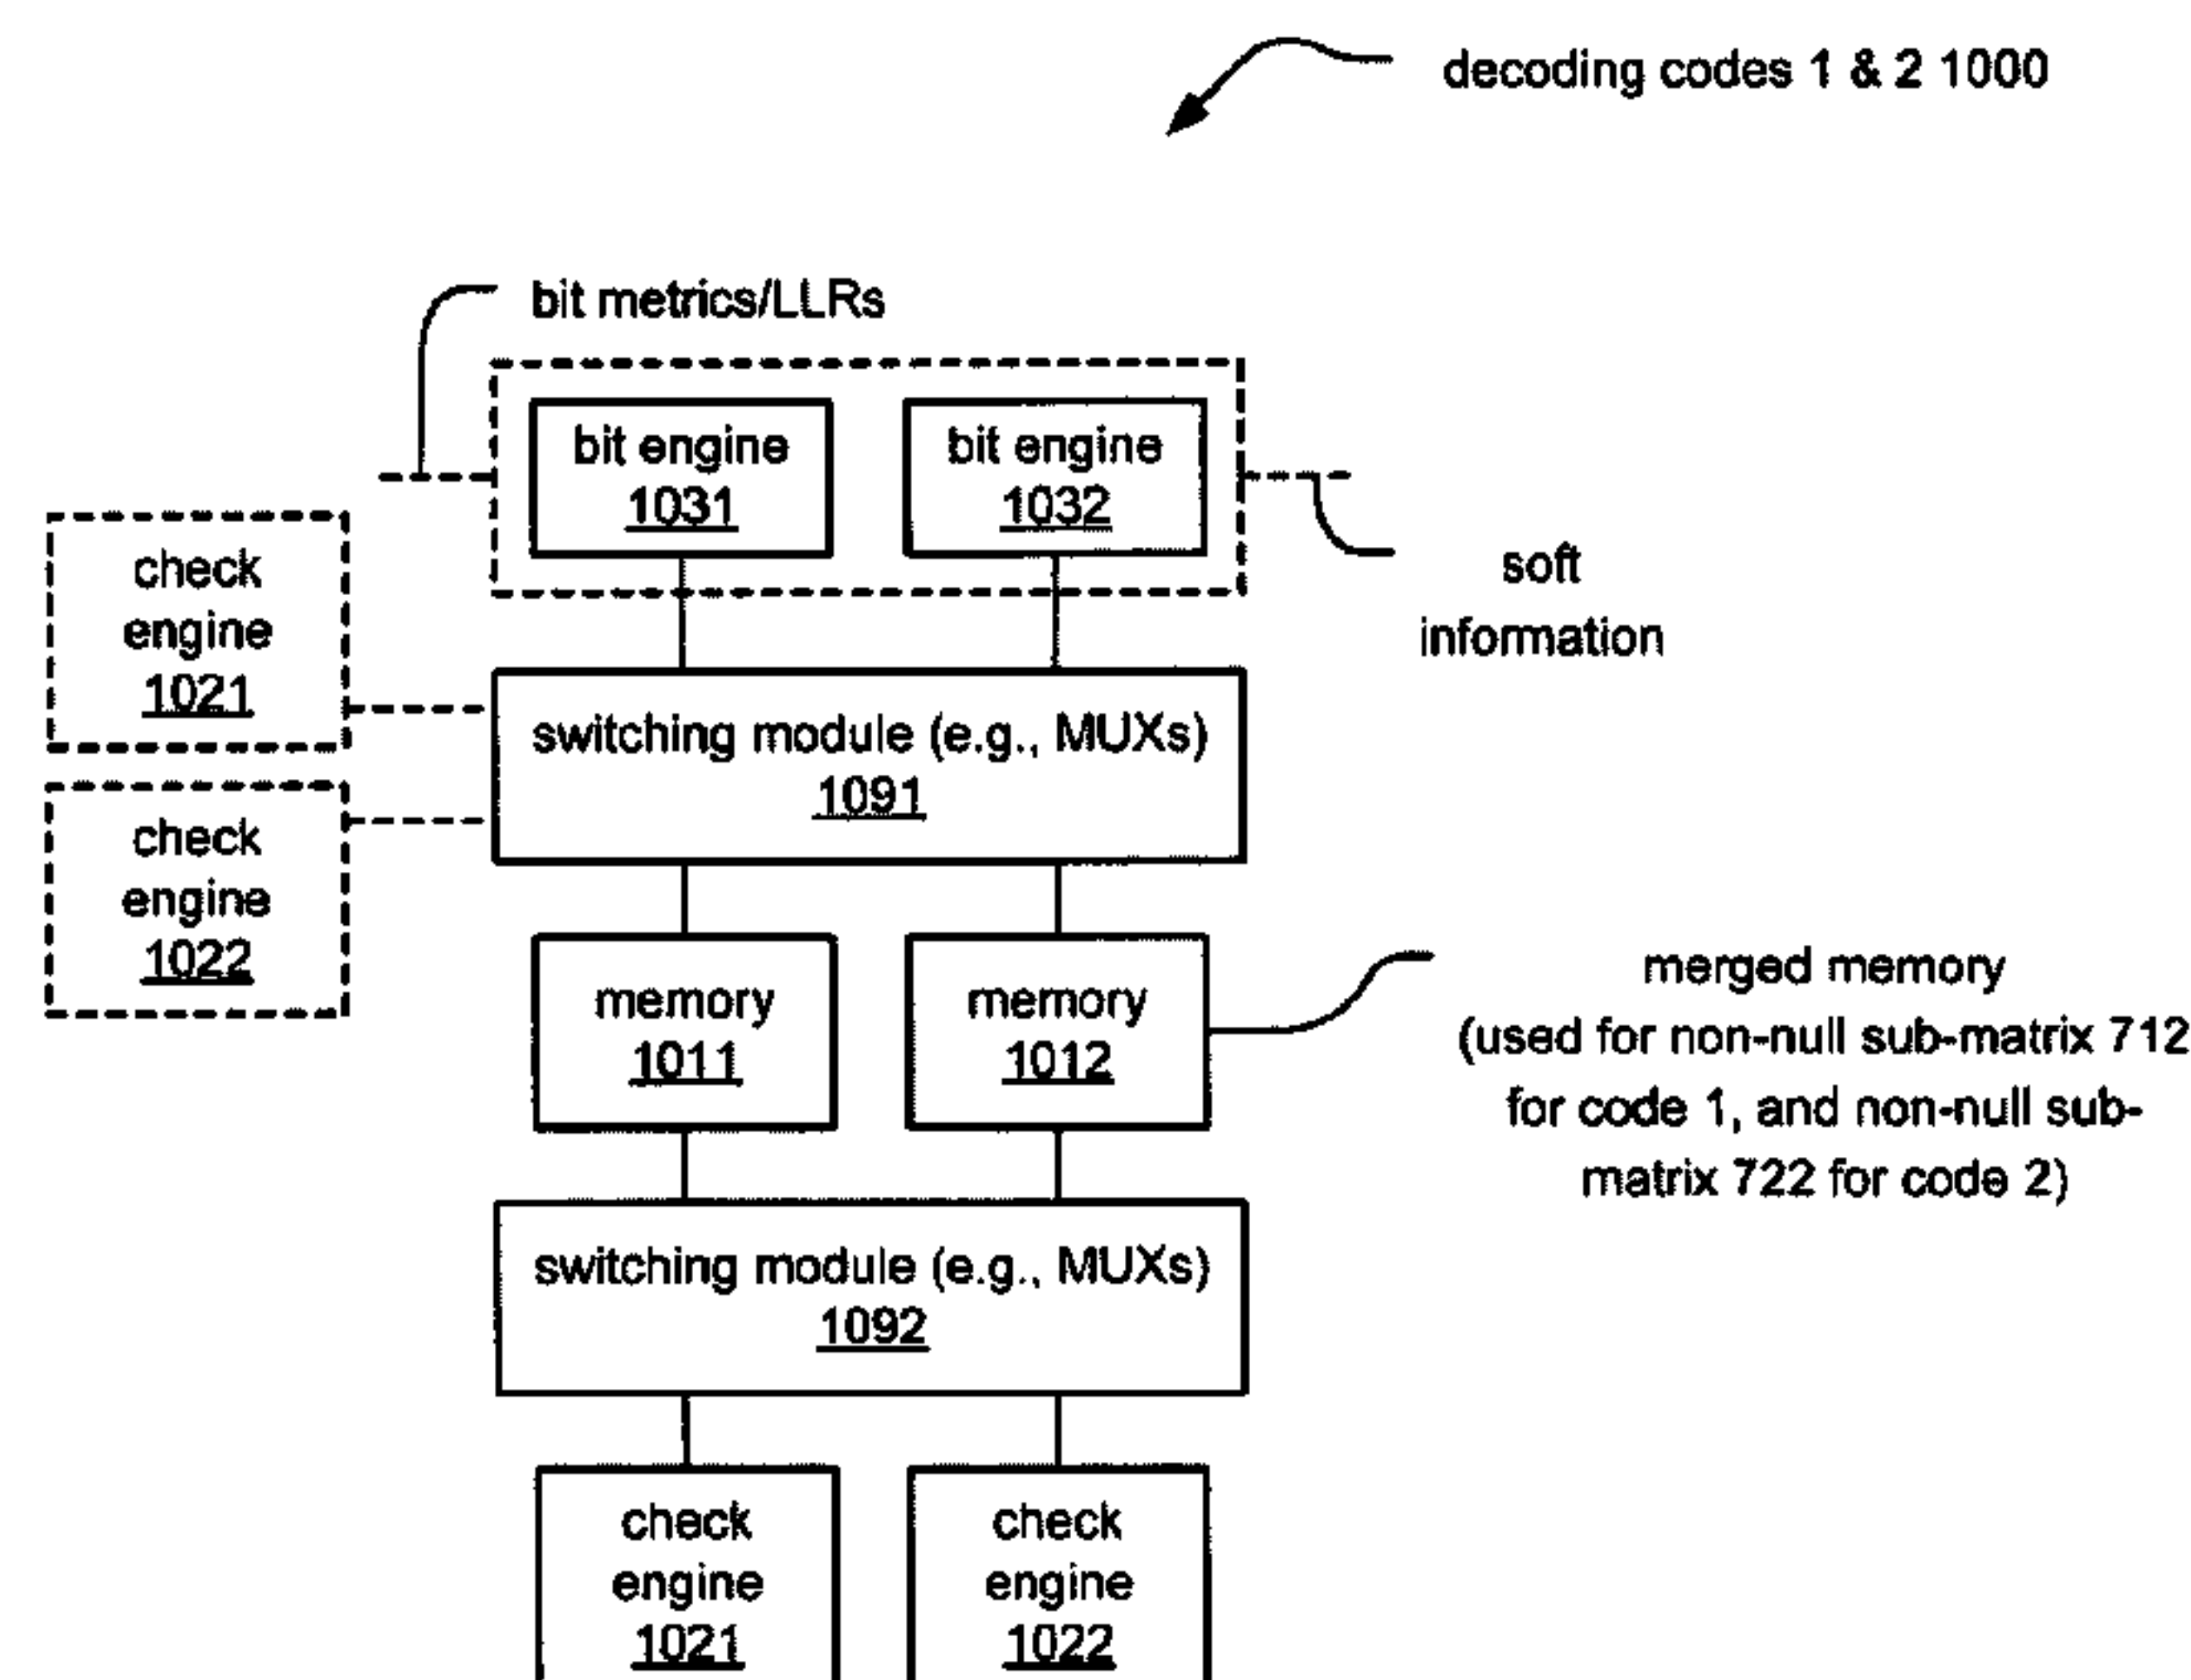 decoding codes 1 & 2 1000
bit metrics/LLRs
bit engine
1031
bit engine
1032
soft
information
check
engine
1021
switching module (e.g., MUXs)
1091
check
engine
1022
memory
1011
memory
1012
merged memory
(used for non-null sub-matrix 712
for code 1, and non-null sub-
matrix 722 for code 2)
switching module (e.g., MUXs)
1092
check
engine
1021
check
engine
1022